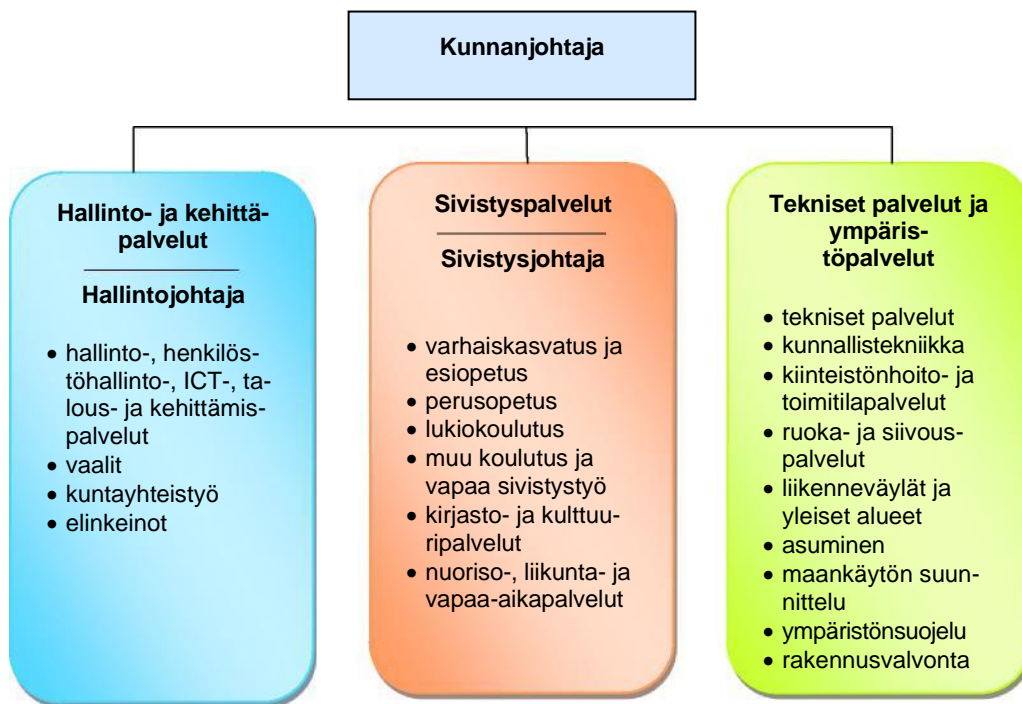 Kunnanjohtaja
Hallinto- ja kehittä-
palvelut
Hallintojohtaja
• hallinto-, henkilös-
töhallinto-, ICT-, ta-
lous- ja kehittämis-
palvelut
• vaalit
• kuntayhteistyö
• elinkeinot
Sivistyspalvelut
Sivistysjohtaja
• varhaiskasvatus ja
esiopetus
• perusopetus
• lukiokoulutus
• muu koulutus ja
vapaa sivistystyö
• kirjasto- ja kulttuu-
ripalvelut
• nuoriso-, liikunta- ja
vapaa-aikapalvelut
Tekniset palvelut ja
ympäris-
töpalvelut
• tekniset palvelut
• kunnallistekniikka
• kiinteistönhoito- ja
toimitilapalvelut
• ruoka- ja siivous-
palvelut
• liikenneväylät ja
yleiset alueet
• asuminen
• maankäytön suun-
nittelu
• ympäristönsuojelu
• rakennusvalvonta